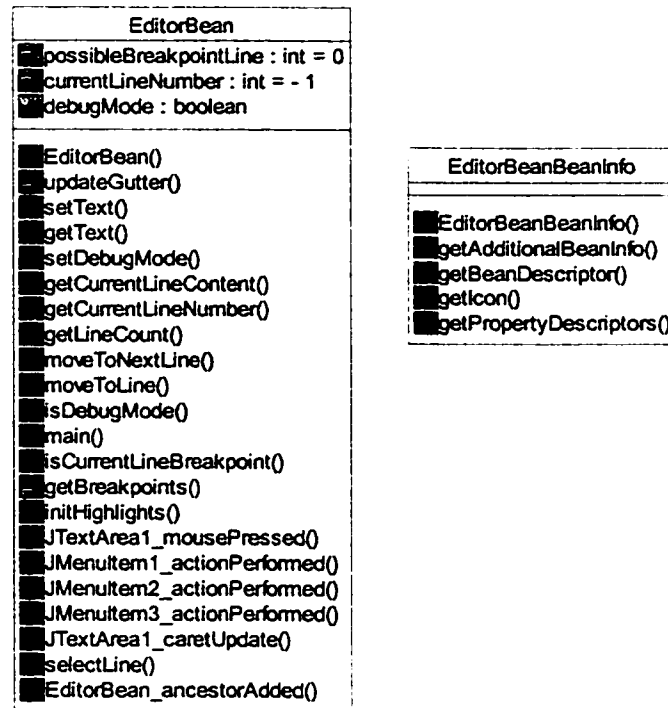 EditorBean
possibleBreakpointLine : int = 0
currentLineNumber : int = - 1
debugMode : boolean
EditorBean()
updateGutter()
setText()
getText()
setDebugMode()
getCurrentLineContent()
getCurrentLineNumber()
getLineCount()
moveToNextLine()
moveToLine()
isDebugMode()
main()
isCurrentLineBreakpoint()
getBreakpoints()
initHighlights()
JTextArea1_mousePressed()
JMenuItem1_actionPerformed()
JMenuItem2_actionPerformed()
JMenuItem3_actionPerformed()
JTextArea1_caretUpdate()
selectLine()
EditorBean_ancestorAdded()
EditorBeanBeanInfo
EditorBeanBeanInfo()
getAdditionalBeanInfo()
getBeanDescriptor()
getIcon()
getPropertyDescriptors()